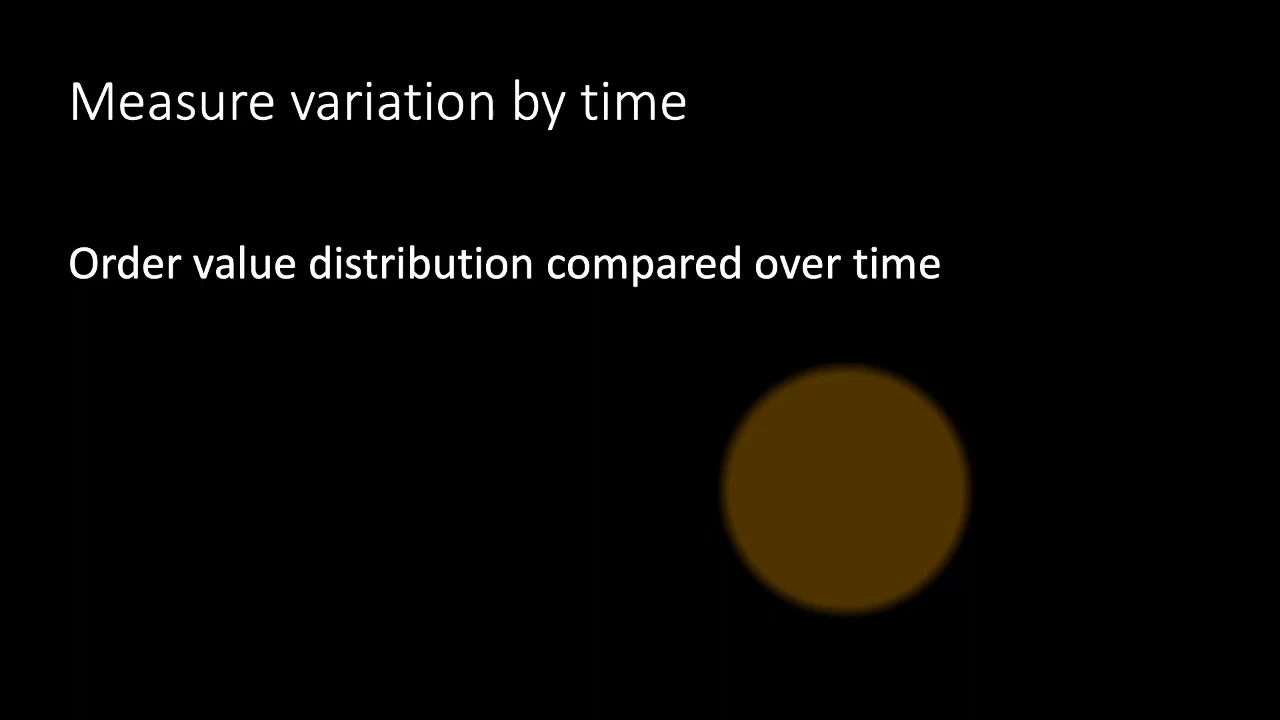 Measure variation by time
Order value distribution compared over time